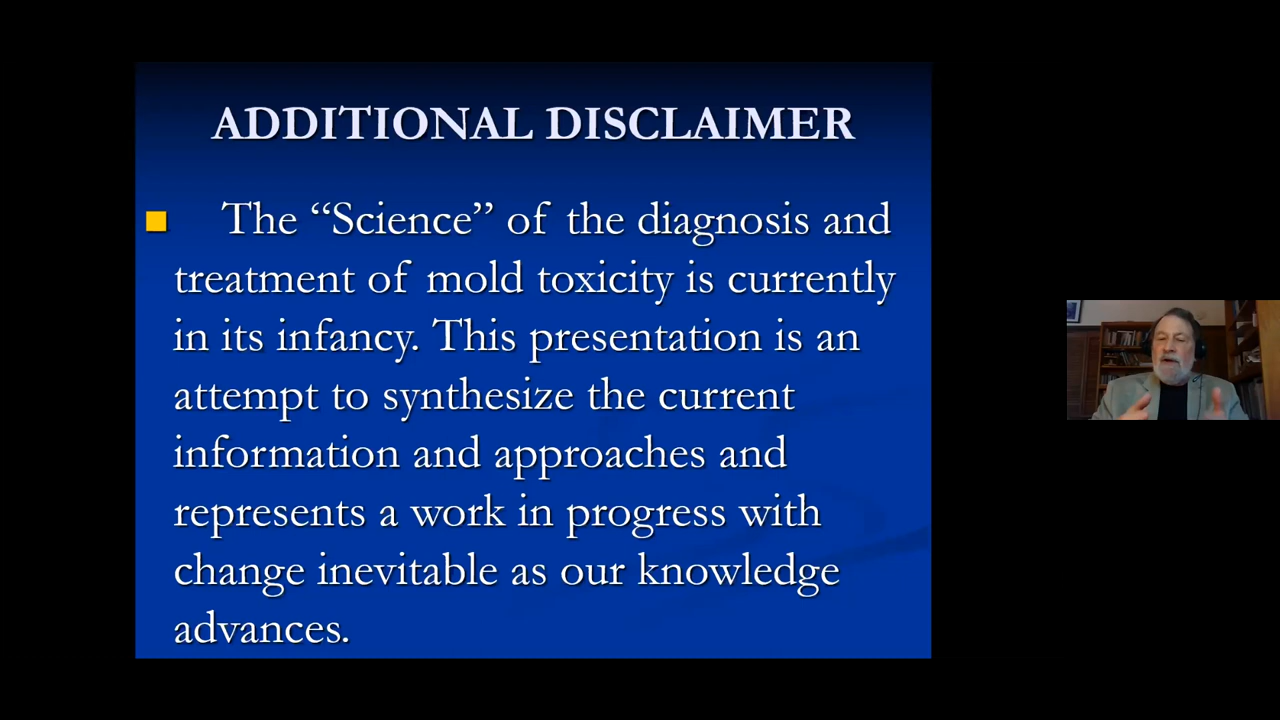 ADDITIONAL DISCLAIMER
The “Science” of the diagnosis and
treatment of mold toxicity is currently
in its infancy. This presentation is an
attempt to synthesize the current
information and approaches and
represents a work in progress with
change inevitable as our knowledge
advances.